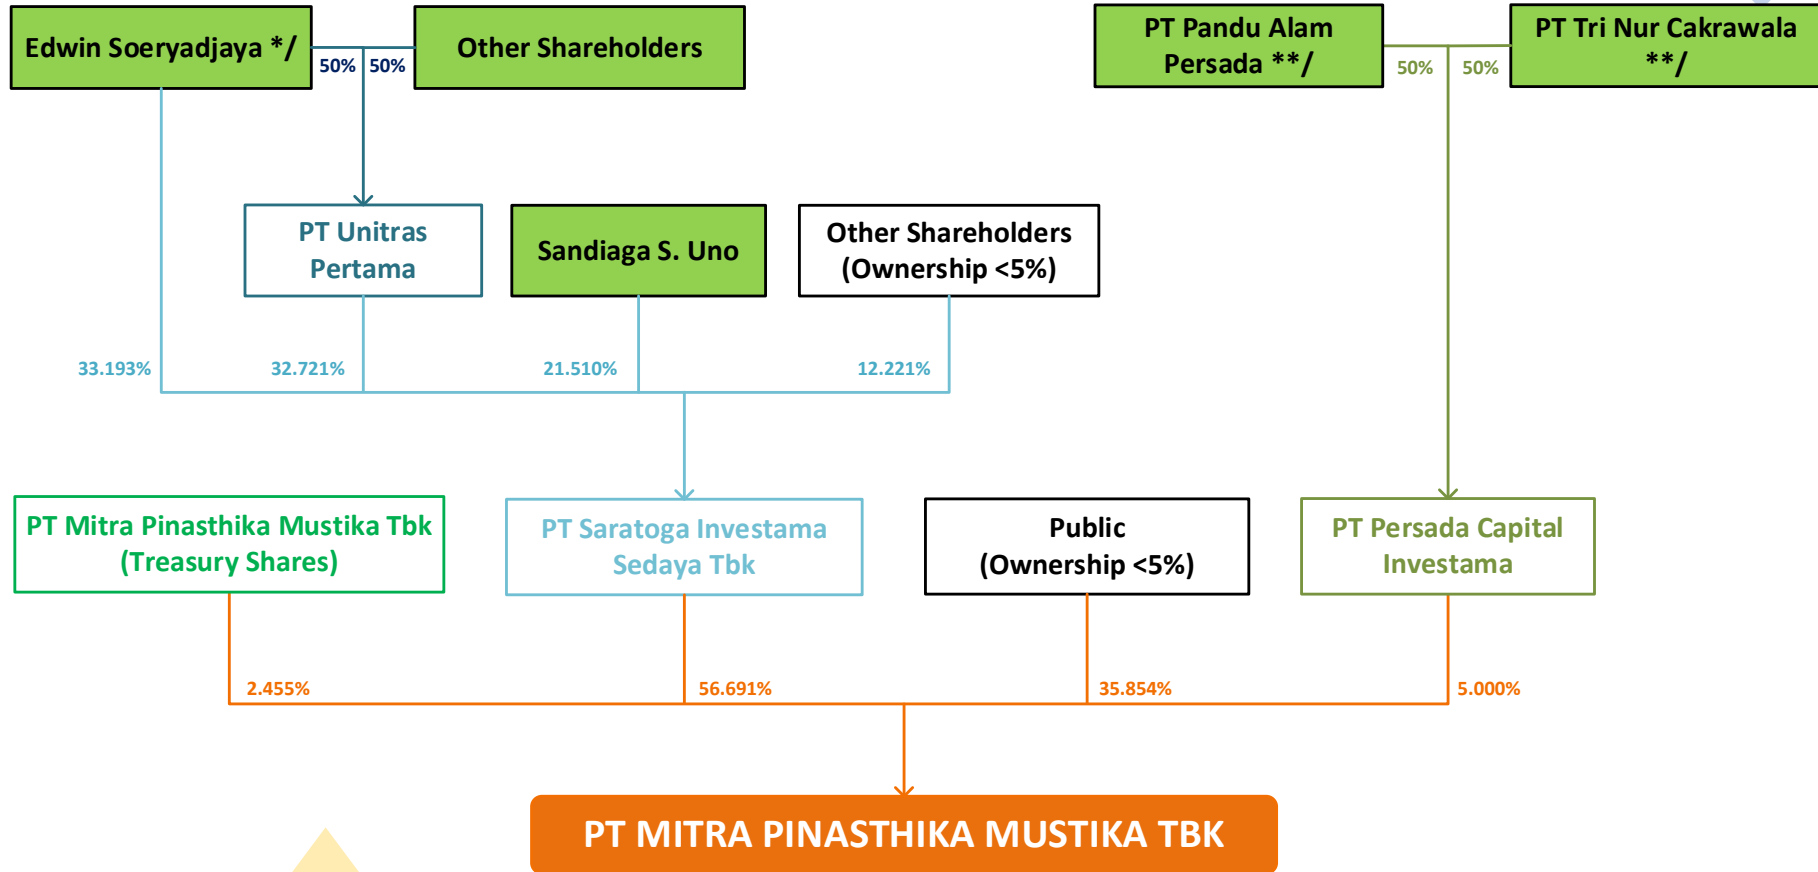 Edwin Soeryadjaya */
50%
50%
Other Shareholders
PT Pandu Alam
Persada **/
50%
50%
PT Tri Nur Cakrawala
**/
PT Unitras
Pertama
Sandiaga S. Uno
Other Shareholders
(Ownership <5%)
33.193%
32.721%
21.510%
12.221%
PT Mitra Pinasthika Mustika Tbk
(Treasury Shares)
PT Saratoga Investama
Sedaya Tbk
Public
(Ownership <5%)
PT Persada Capital
Investama
2.455%
56.691%
35.854%
5.000%
PT MITRA PINASTHIKA MUSTIKA TBK